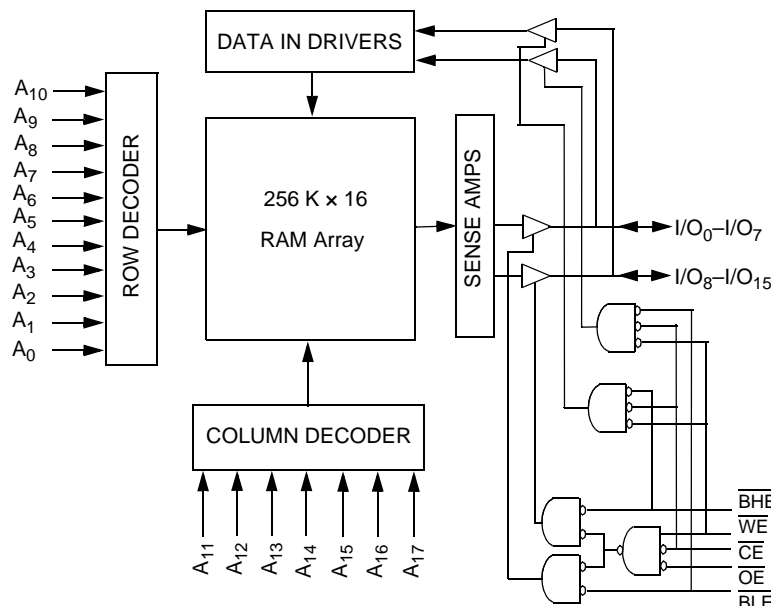 DATA IN DRIVERS
A10
A9
A8
A7
A6
A5
A4
A3
A2
A1
A0
ROW DECODER
256 K × 16
RAM Array
SENSE AMPS
I/O0–I/O7
I/O8–I/O15
COLUMN DECODER
A11
A12
A13
A14
A15
A16
A17
BHE
WE
CE
OE
BLE